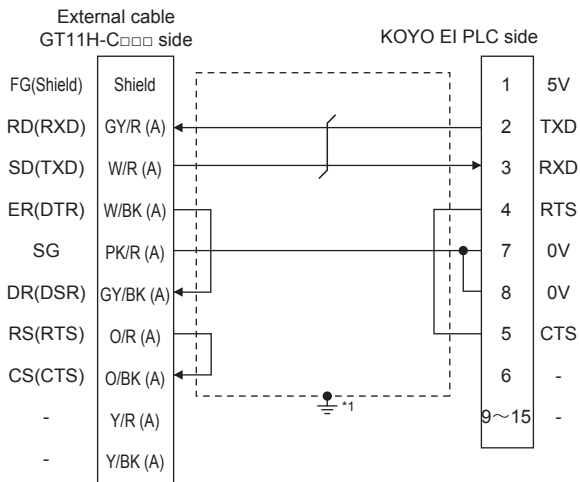 External cable
GT11H-C□□□ side
KOYO EI PLC side
FG(Shield) Shield 1 5V
RD(RXD) GY/R (A) 2 TXD
SD(TXD) W/R (A) 3 RXD
ER(DTR) W/BK (A) 4 RTS
SG PK/R (A) 7 0V
DR(DSR) GY/BK (A) 8 0V
RS(RTS) O/R (A) 5 CTS
CS(CTS) O/BK (A) 6 -
*1
- Y/R (A) 9～15 -
- Y/BK (A)